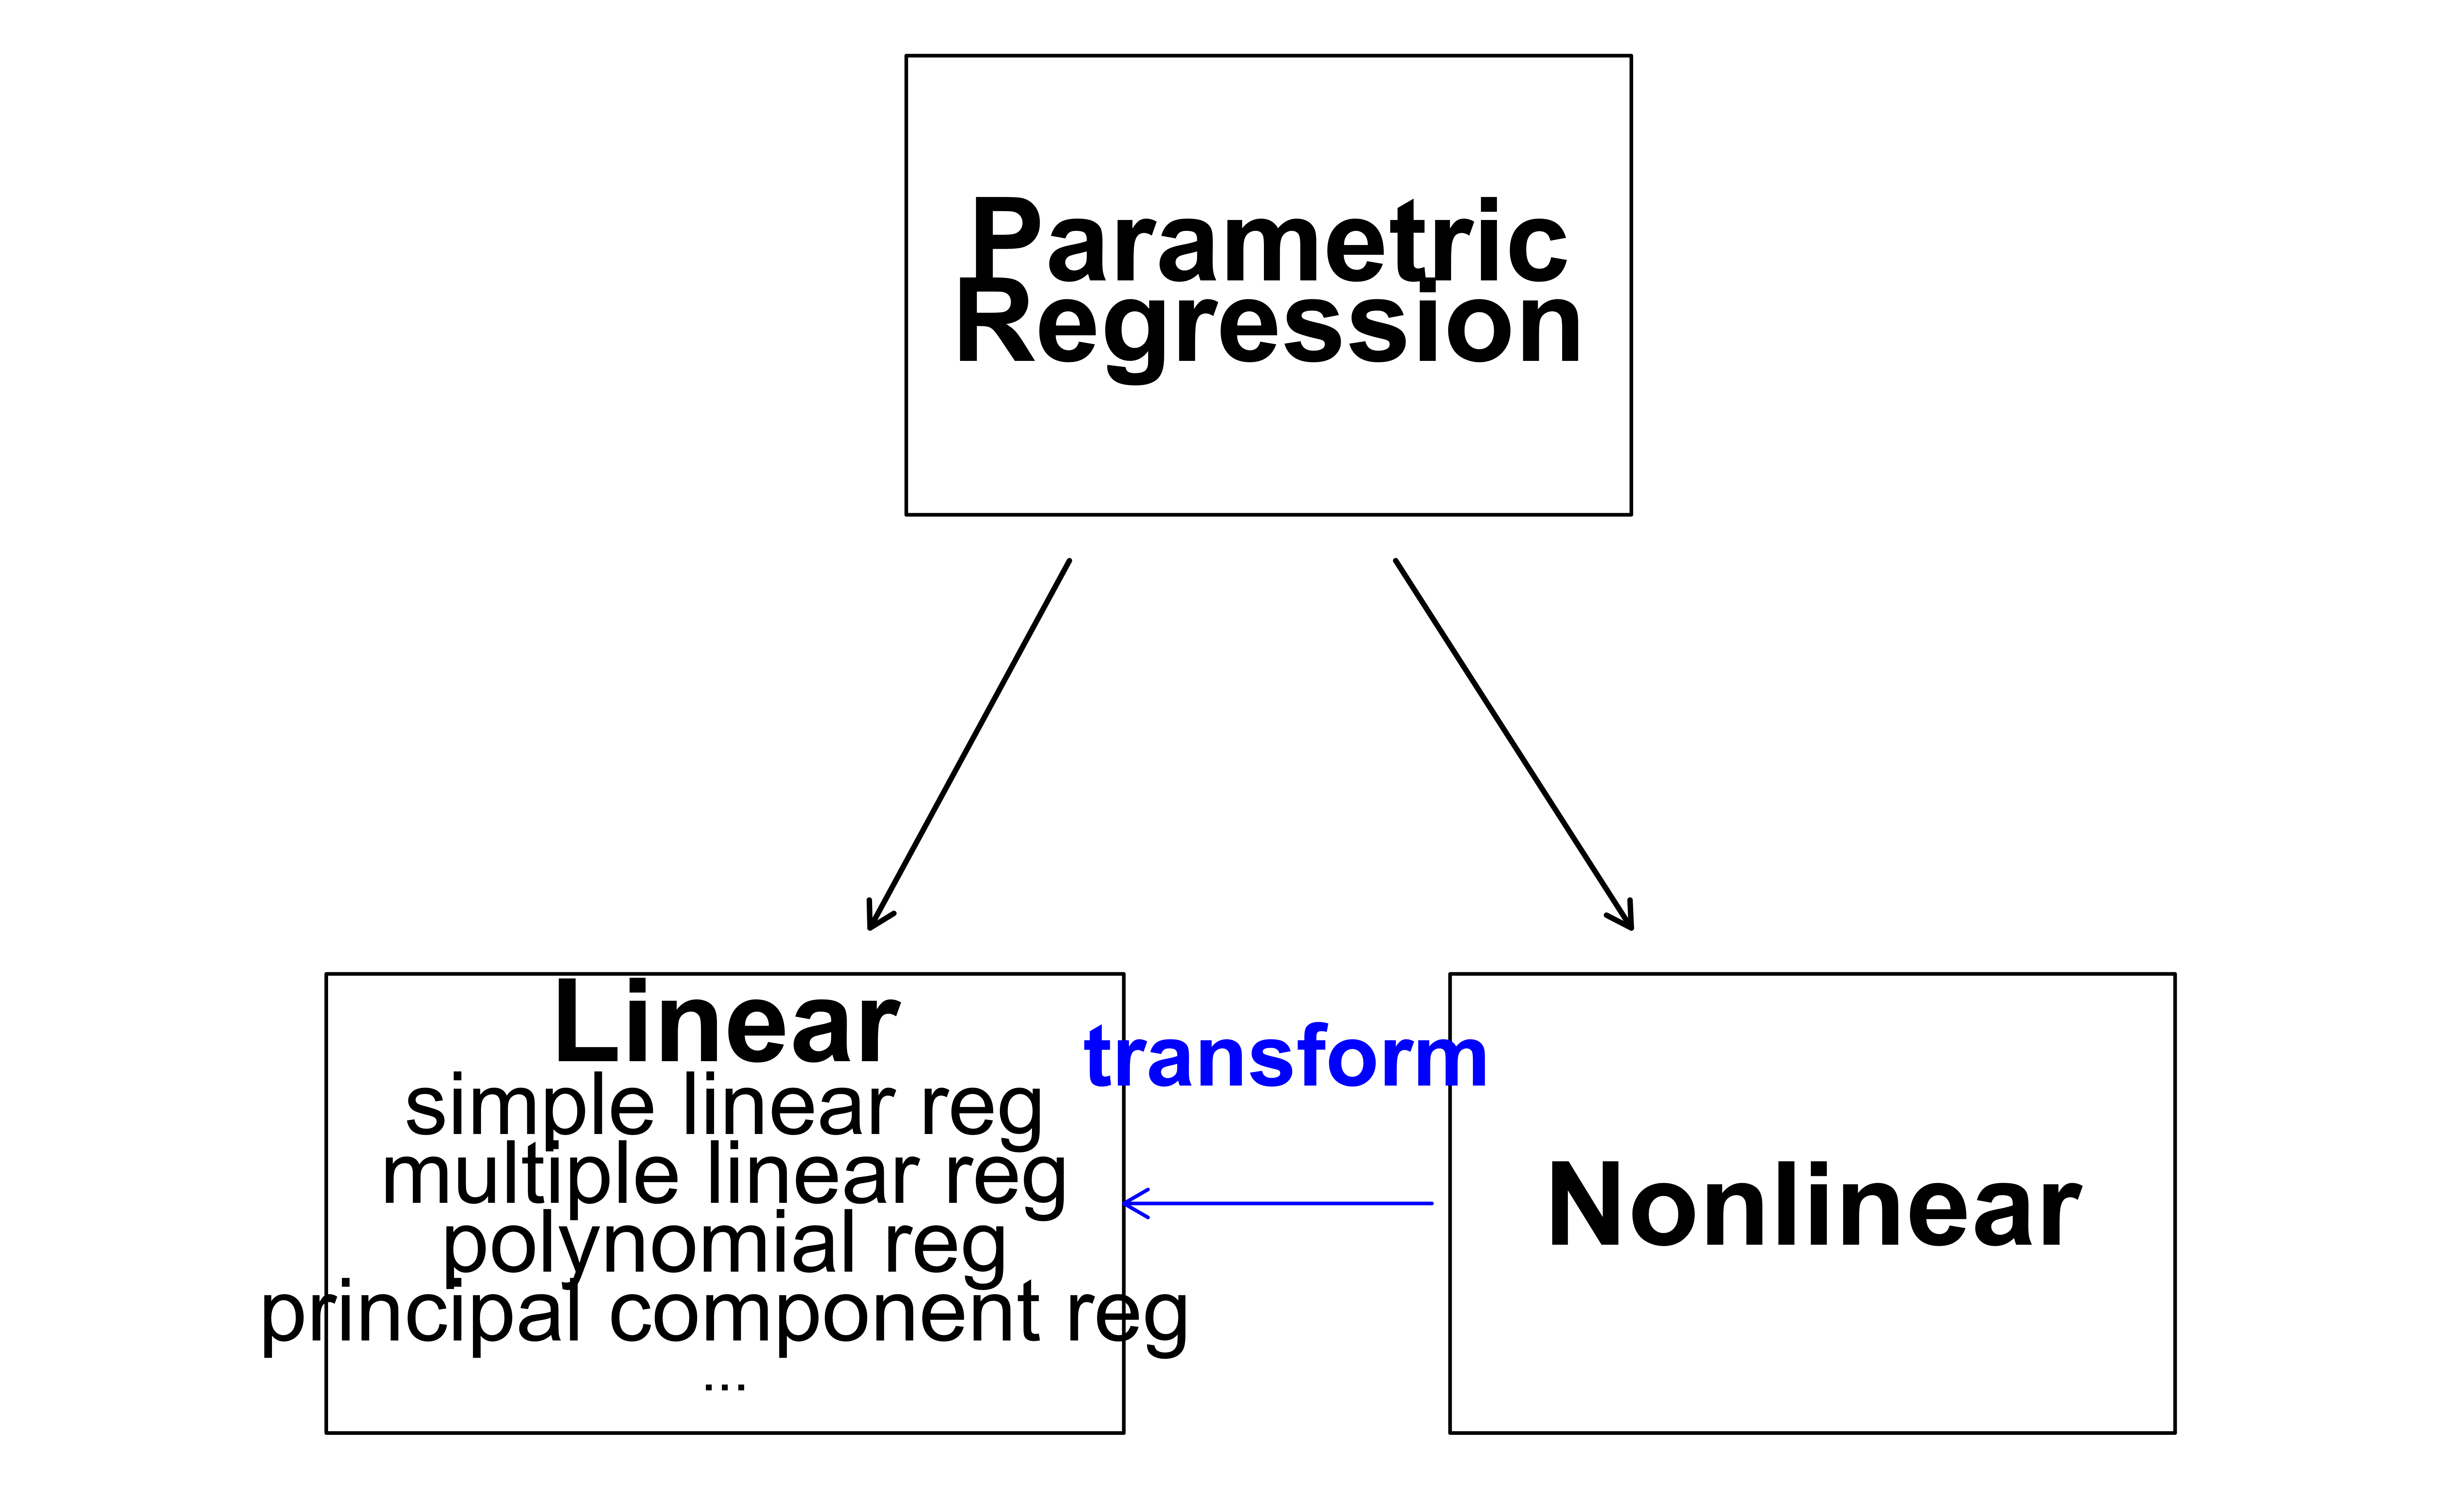 Parametric
Regression
Linear
simple linear reg
multiple linear reg
polynomial reg
principal component reg
...
transform
Nonlinear